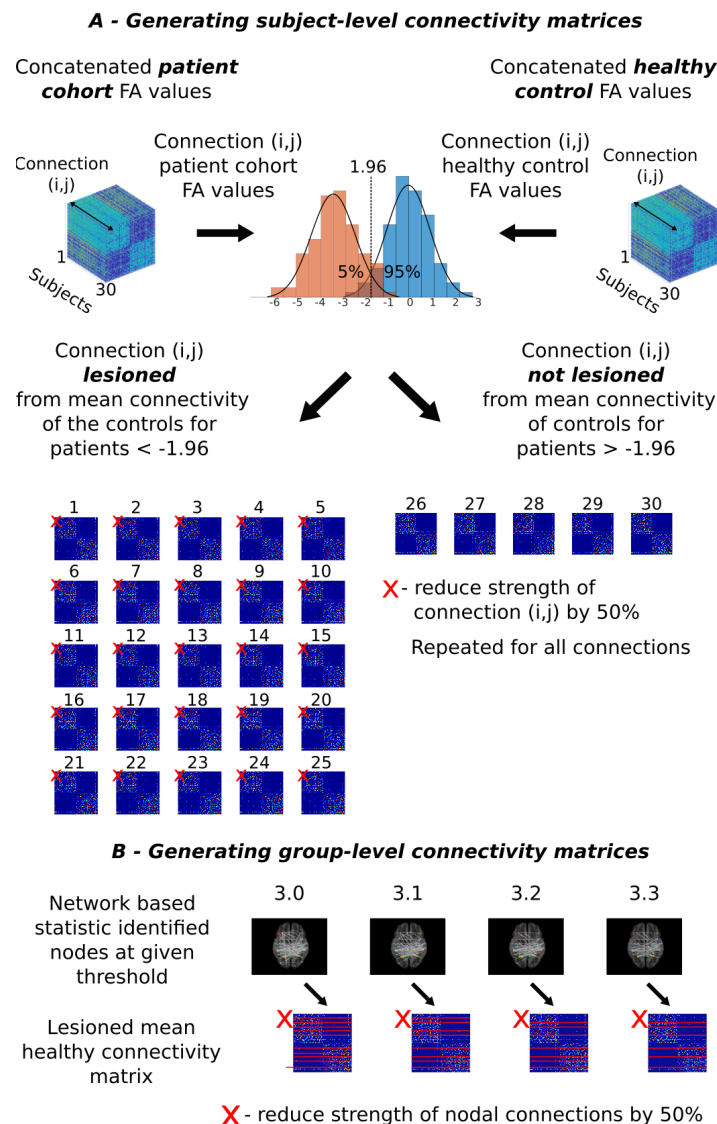 A - Generating subject-level connectivity matrices
Concatenated patient
cohort FA values
Concatenated healthy
control FA values
Connection
(i,j)
1
Subjects
30
Connection (i,j)
patient cohort
FA values
1.96
5%
95%
-6 -5 -4 -3 -2 -1 0 1 2 3
Connection (i,j)
healthy control
FA values
Connection
(i,j)
1
Subjects
30
Connection (i,j)
lesioned
from mean connectivity
of the controls for
patients < -1.96
Connection (i,j)
not lesioned
from mean connectivity
of controls for
patients > -1.96
1 2 3 4 5
6 7 8 9 10
11 12 13 14 15
16 17 18 19 20
21 22 23 24 25
26 27 28 29 30
X - reduce strength of
connection (i,j) by 50%
Repeated for all connections
B - Generating group-level connectivity matrices
Network based
statistic identified
nodes at given
threshold
3.0 3.1 3.2 3.3
Lesioned mean
healthy connectivity
matrix
X X X X
X - reduce strength of nodal connections by 50%